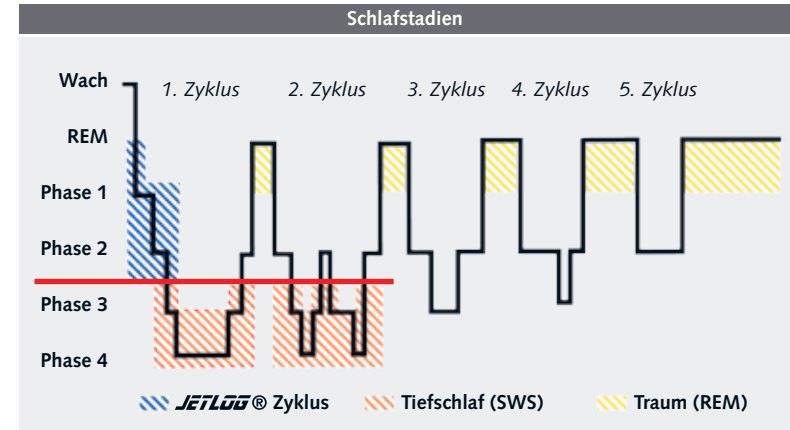 Schlafstadien
Wach
1. Zyklus 2. Zyklus 3. Zyklus 4. Zyklus 5. Zyklus
REM
Phase 1
Phase 2
Phase 3
Phase 4
JETLOG® Zyklus Tiefschlaf (SWS) Traum (REM)